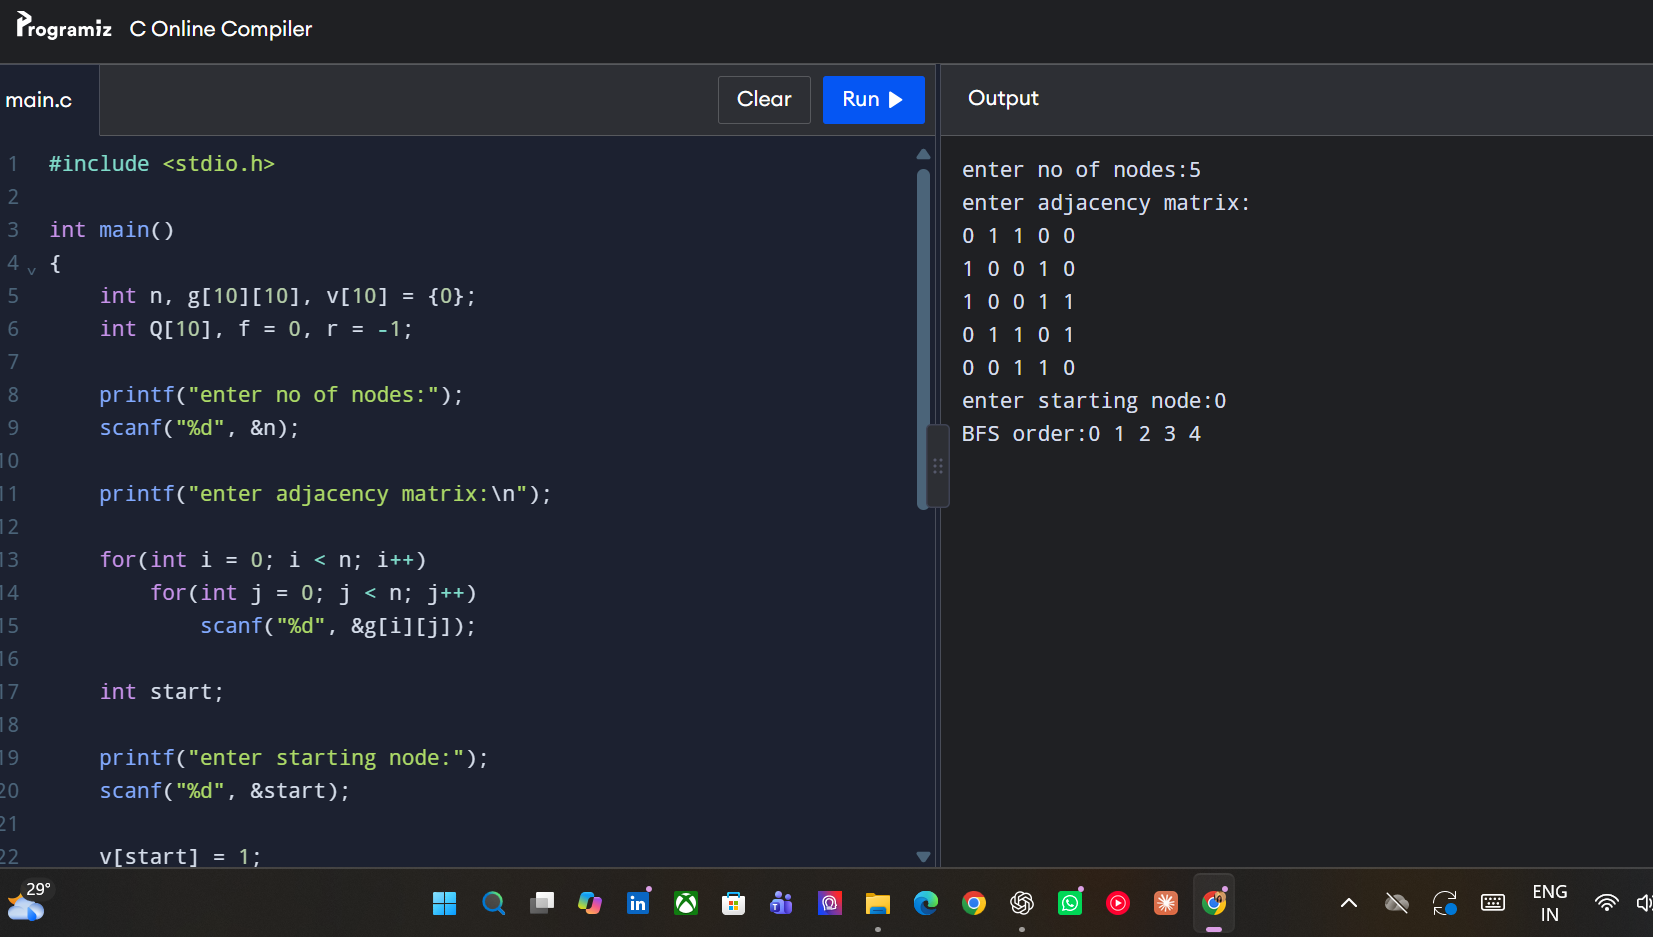 Programiz C Online Compiler
main.c
Clear
Run
Output
1 #include <stdio.h>
2
3 int main()
4 {
5 int n, g[10][10], v[10] = {0};
6 int Q[10], f = 0, r = -1;
7
8 printf("enter no of nodes:");
9 scanf("%d", &n);
10
11 printf("enter adjacency matrix:\n");
12
13 for(int i = 0; i < n; i++)
14 for(int j = 0; j < n; j++)
15 scanf("%d", &g[i][j]);
16
17 int start;
18
19 printf("enter starting node:");
20 scanf("%d", &start);
21
22 v[start] = 1;
enter no of nodes:5
enter adjacency matrix:
0 1 1 0 0
1 0 0 1 0
1 0 0 1 1
0 1 1 0 1
0 0 1 1 0
enter starting node:0
BFS order:0 1 2 3 4
29°
in
ENG
IN